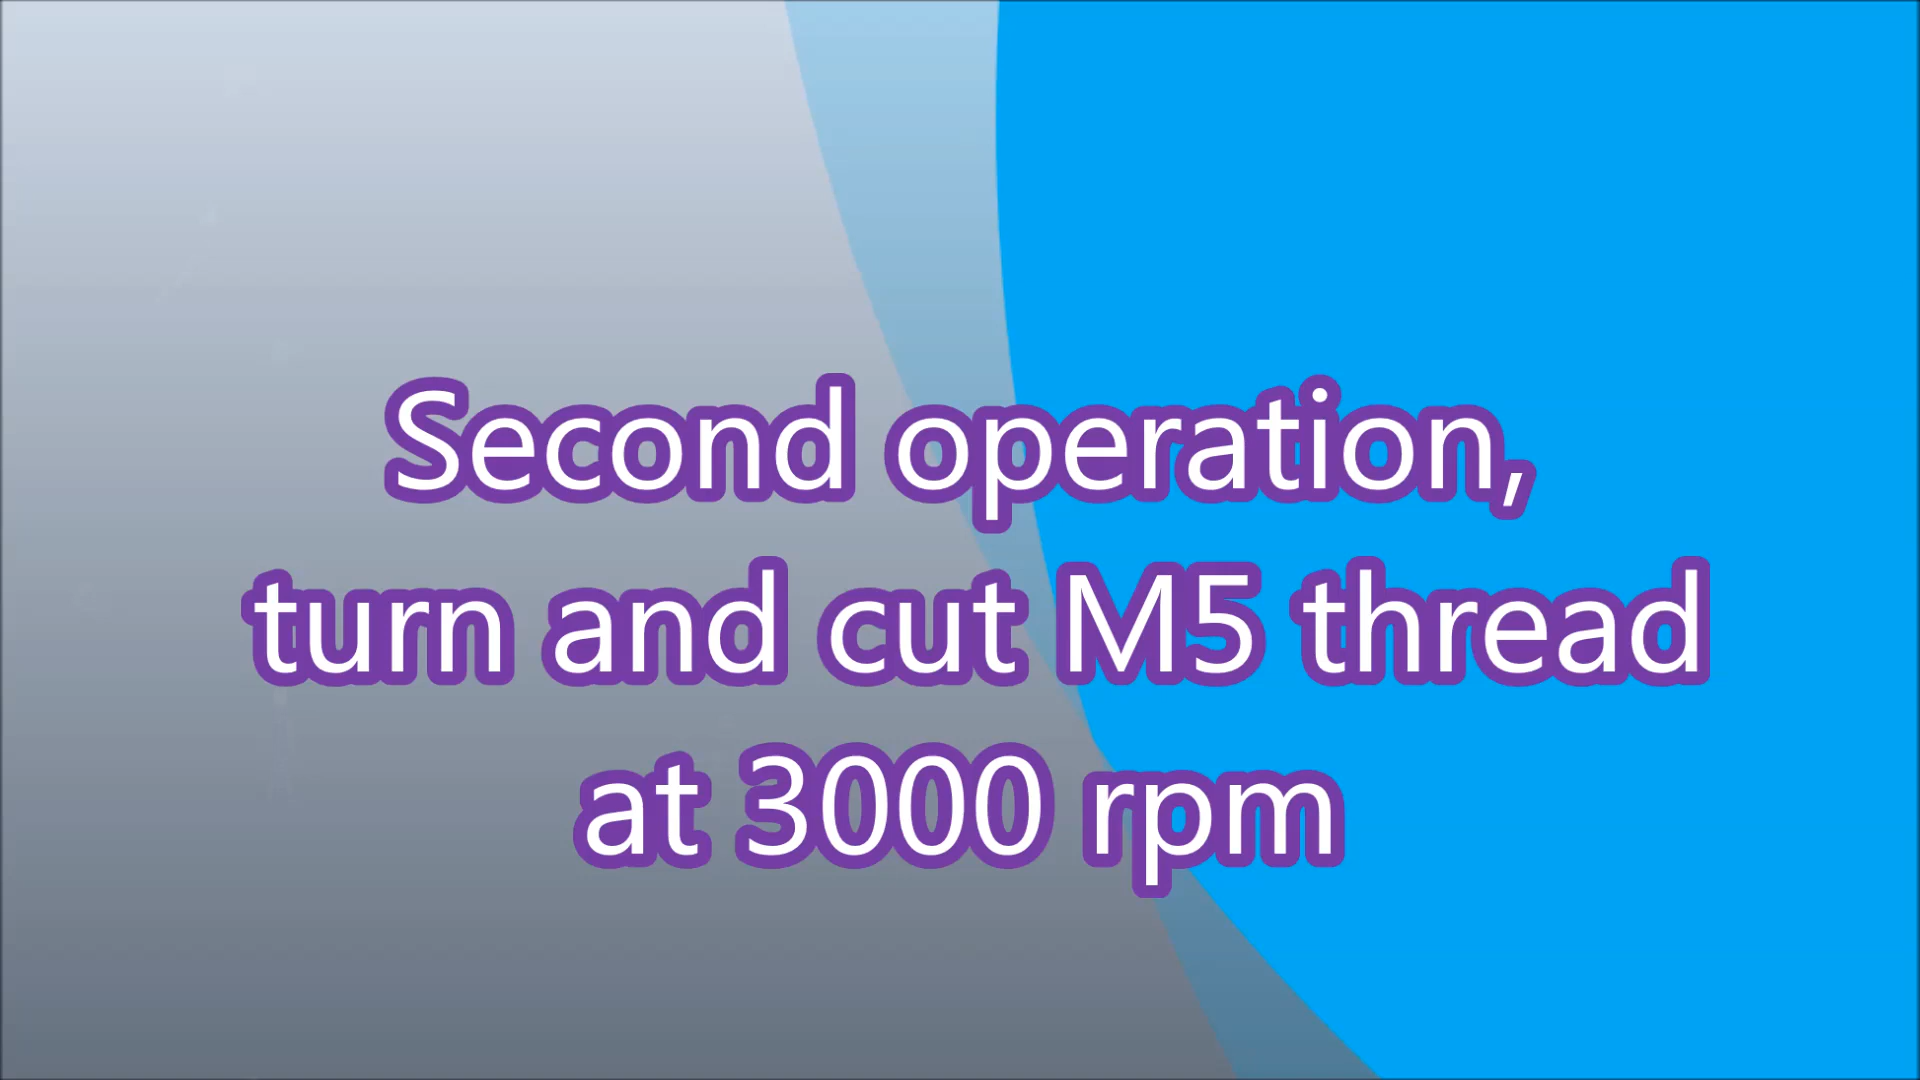 Second operation,
turn and cut M5 thread
at 3000 rpm